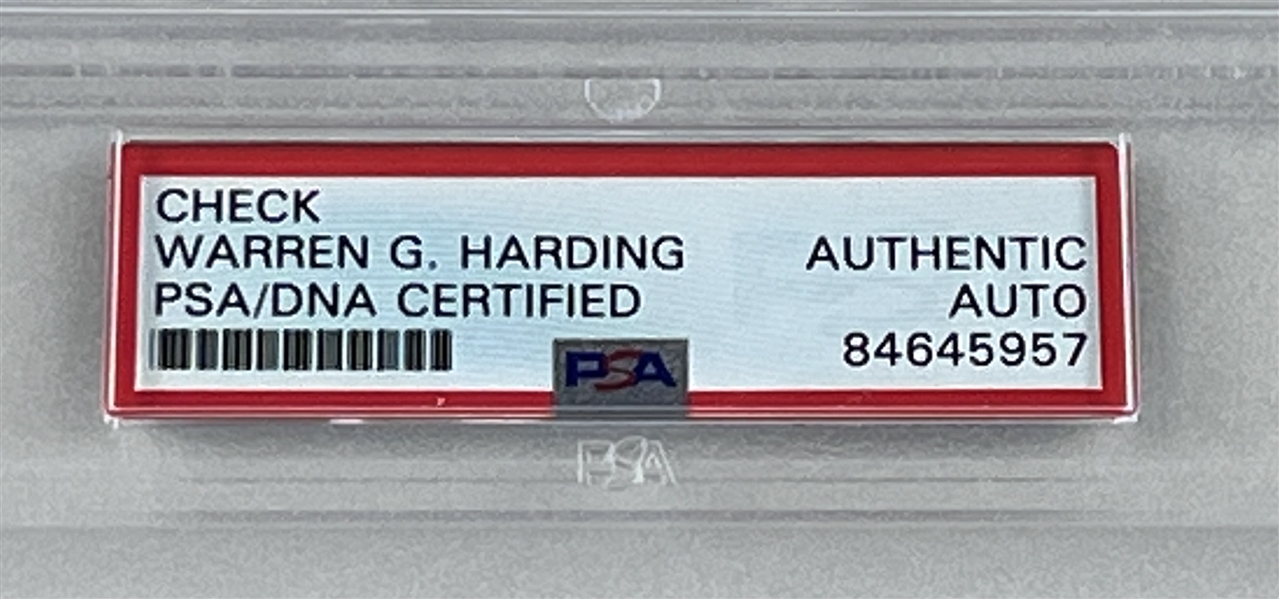 CHECK
WARREN G. HARDING AUTHENTIC
PSA/DNA CERTIFIED AUTO
84645957
PSA
PSA